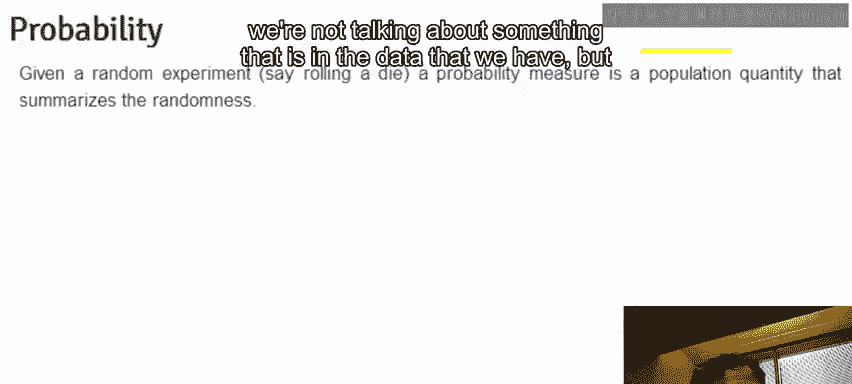 Probability
we're not talking about something
that is in the data that we have, but
Given a random experiment (say rolling a die) a probability measure is a population quantity that
summarizes the randomness.